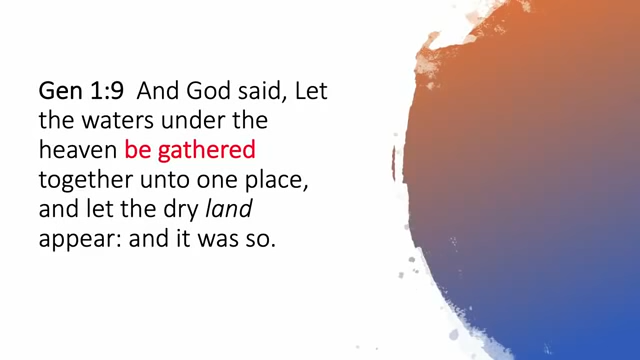 Gen 1:9  And God said, Let
the waters under the
heaven be gathered
together unto one place,
and let the dry land
appear: and it was so.